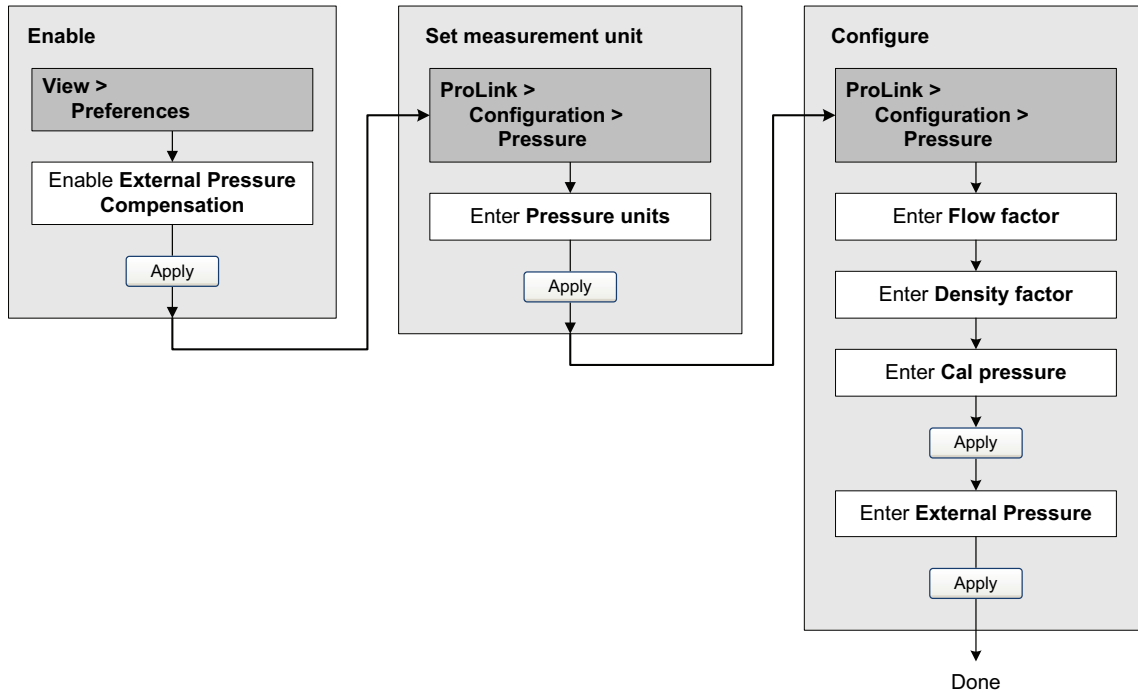 Enable
View >
Preferences
Enable External Pressure
Compensation
Apply
Set measurement unit
ProLink >
Configuration >
Pressure
Enter Pressure units
Apply
Configure
ProLink >
Configuration >
Pressure
Enter Flow factor
Enter Density factor
Enter Cal pressure
Apply
Enter External Pressure
Apply
Done